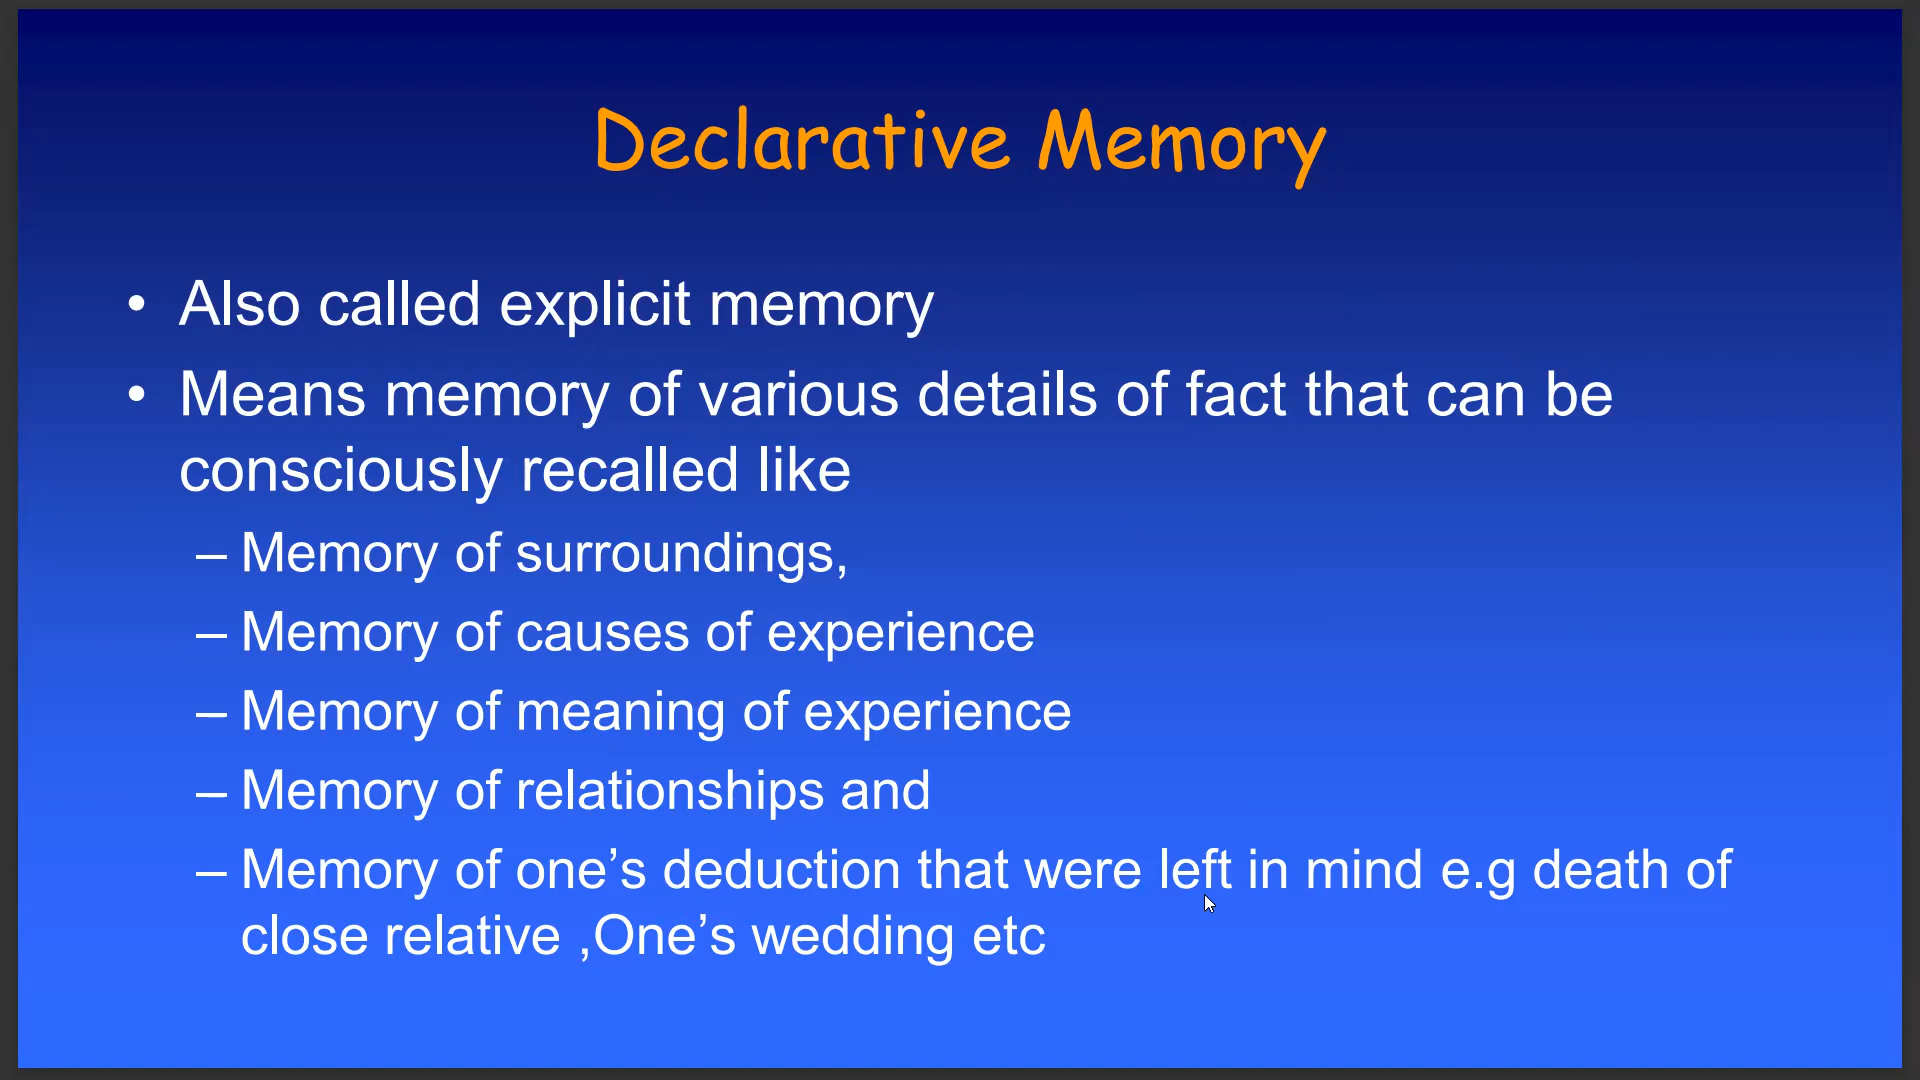 Declarative Memory
• Also called explicit memory
• Means memory of various details of fact that can be
consciously recalled like
– Memory of surroundings,
– Memory of causes of experience
– Memory of meaning of experience
– Memory of relationships and
– Memory of one’s deduction that were left in mind e.g death of
close relative ,One’s wedding etc